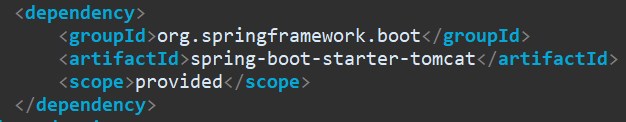 <dependency>
<groupId>org.springframework.boot</groupId>
<artifactId>spring-boot-starter-tomcat</artifactId>
<scope>provided</scope>
</dependency>